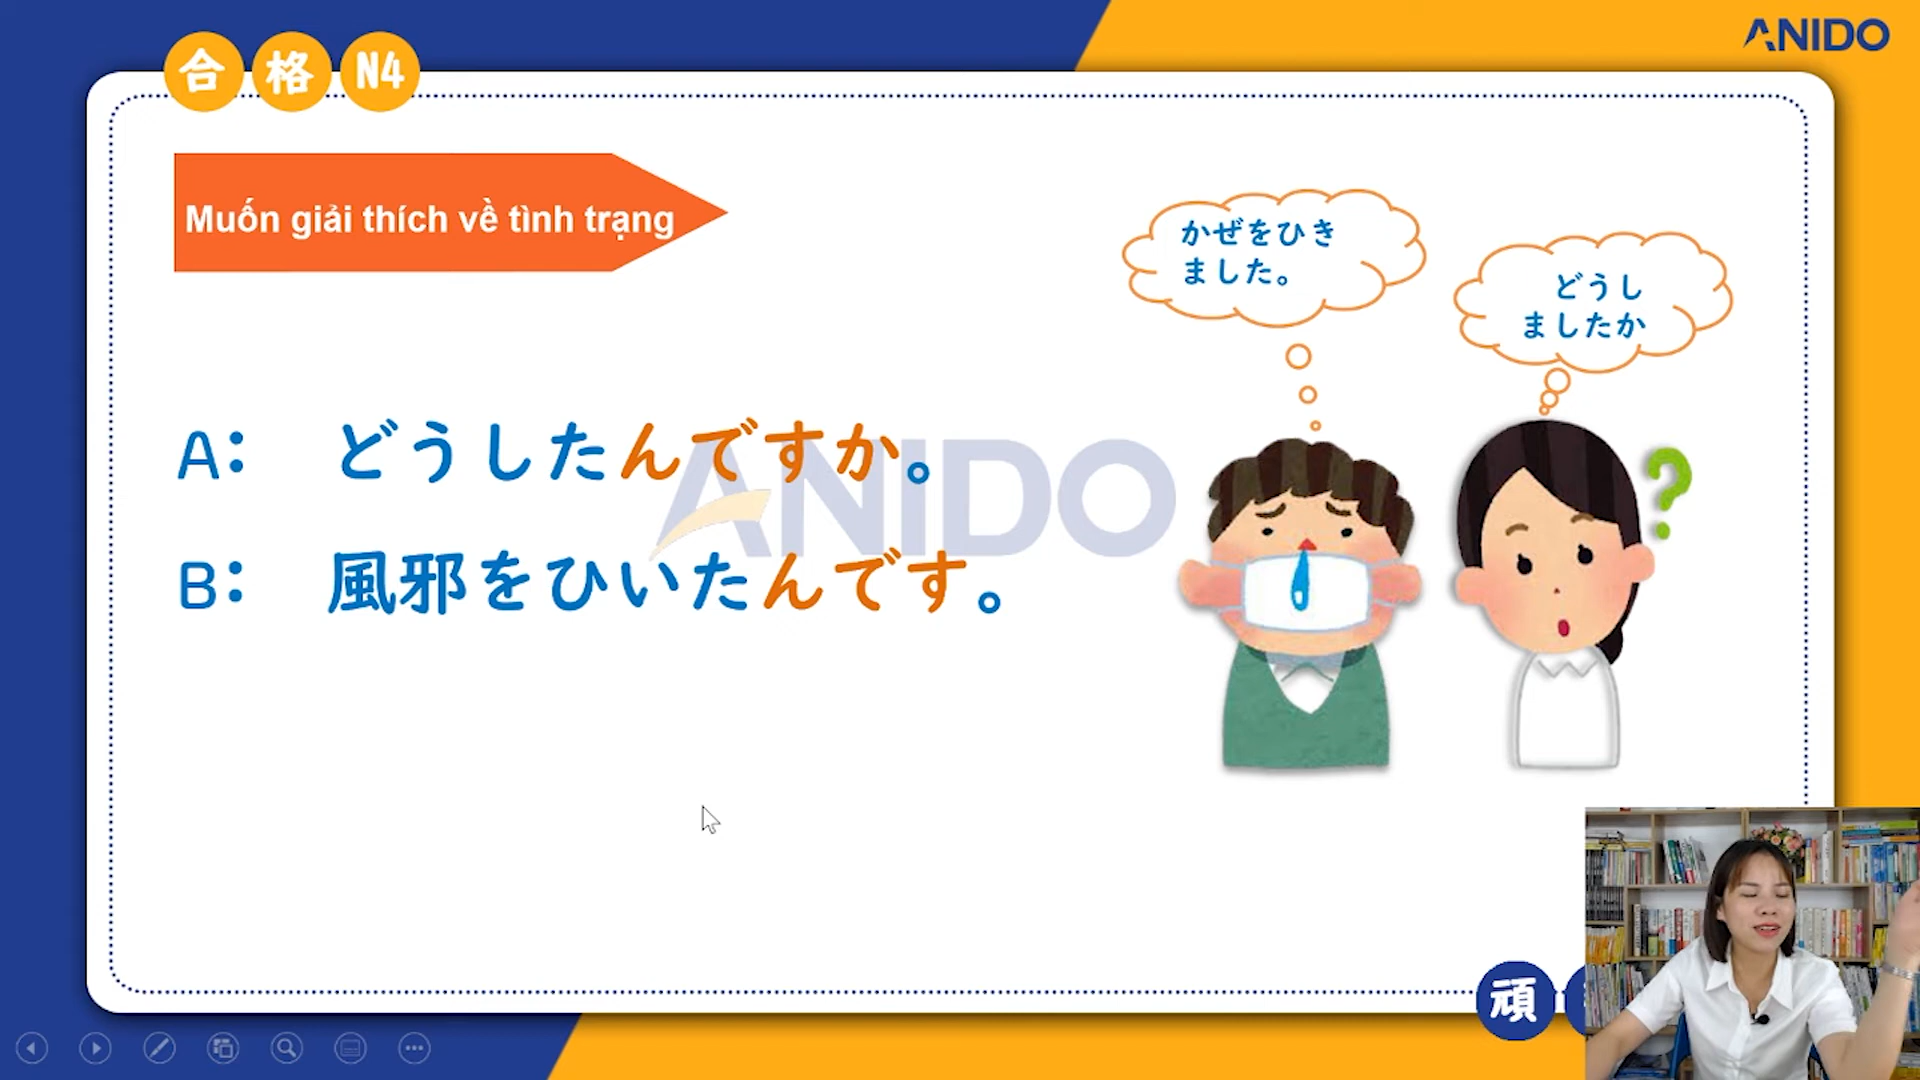 合格N4
ANIDO
Muốn giải thích về tình trạng
かぜをひき
ました。
どうし
ましたか
A: どうしたんですか。
ANIDO
B: 風邪をひいたんです。
頑